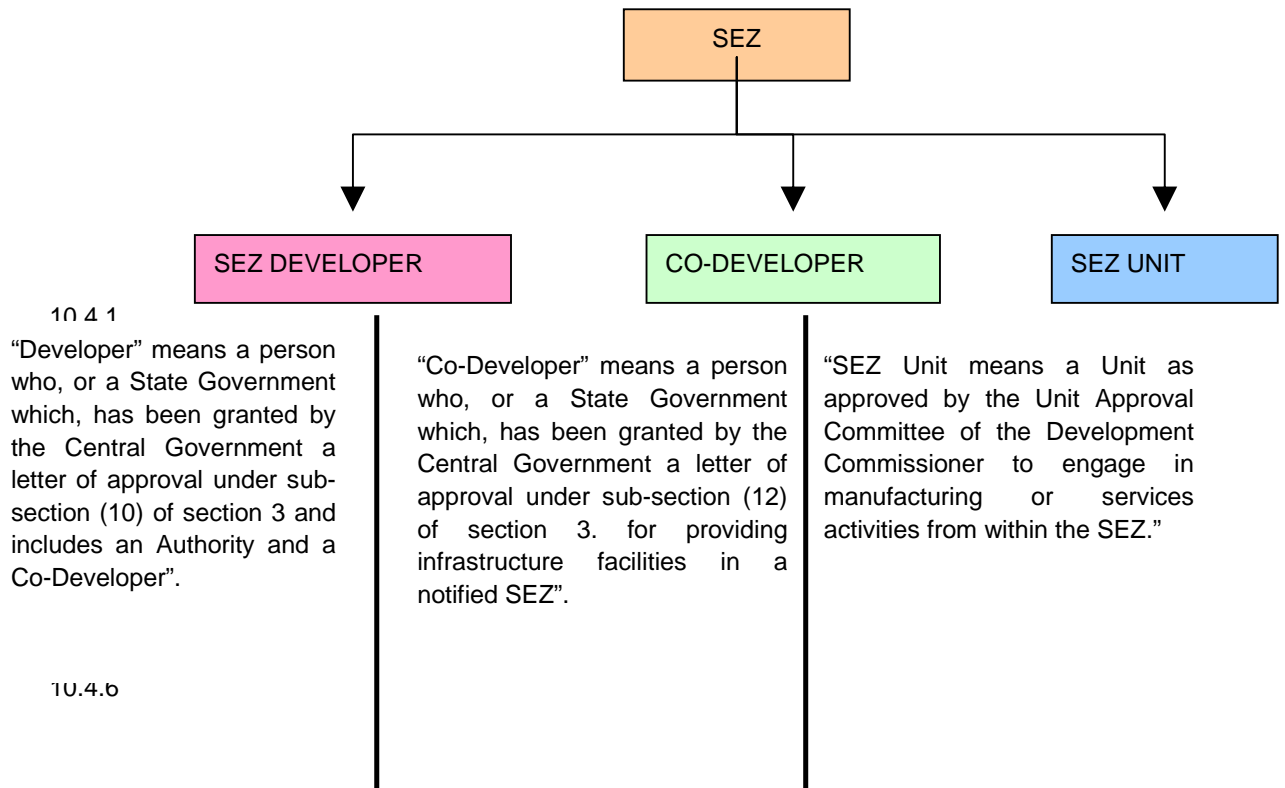 SEZ
SEZ DEVELOPER
CO-DEVELOPER
SEZ UNIT
10.4.1
“Developer” means a person
who, or a State Government
which, has been granted by
the Central Government a
letter of approval under sub-
section (10) of section 3 and
includes an Authority and a
Co-Developer”.
“Co-Developer” means a person
who, or a State Government
which, has been granted by the
Central Government a letter of
approval under sub-section (12)
of section 3. for providing
infrastructure facilities in a
notified SEZ”.
“SEZ Unit means a Unit as
approved by the Unit Approval
Committee of the Development
Commissioner to engage in
manufacturing or services
activities from within the SEZ.”
10.4.6